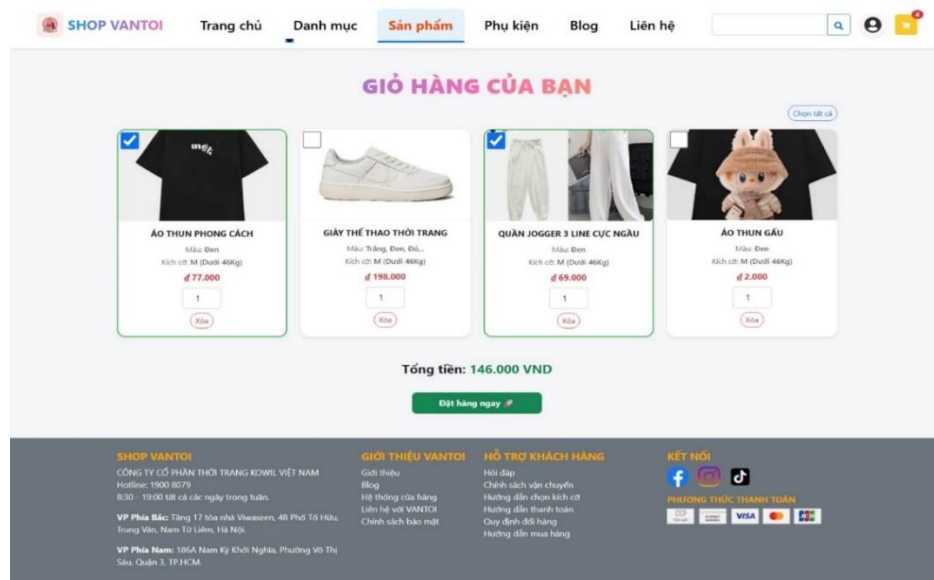 SHOP VANTOI
Trang chủ
Danh mục
Sản phẩm
Phụ kiện
Blog
Liên hệ
4
GIỎ HÀNG CỦA BẠN
Chọn tất cả
ÁO THUN PHONG CÁCH
Màu: Đen
Kích cỡ: M (Dưới 46Kg)
₫ 77.000
1
Xóa
GIÀY THỂ THAO THỜI TRANG
Màu: Trắng, Đen, Đỏ,..
Kích cỡ: M (Dưới 46Kg)
₫ 198.000
1
Xóa
QUẦN JOGGER 3 LINE CỰC NGẦU
Màu: Đen
Kích cỡ: M (Dưới 46Kg)
₫ 69.000
1
Xóa
ÁO THUN GẤU
Màu: Đen
Kích cỡ: M (Dưới 46Kg)
₫ 2.000
1
Xóa
Tổng tiền: 146.000 VND
Đặt hàng ngay
SHOP VANTOI
CÔNG TY CỔ PHẦN THỜI TRANG KOWIL VIỆT NAM
Hotline: 1900 8079
8:30 - 19:00 tất cả các ngày trong tuần.
VP Phía Bắc: Tầng 17 tòa nhà Viwaseen, 48 Phố Tố Hữu,
Trung Văn, Nam Từ Liêm, Hà Nội.
VP Phía Nam: 186A Nam Kỳ Khởi Nghĩa, Phường Võ Thị
Sáu, Quận 3, TP.HCM.
GIỚI THIỆU VANTOI
Giới thiệu
Blog
Hệ thống cửa hàng
Liên hệ với VANTOI
Chính sách bảo mật
HỖ TRỢ KHÁCH HÀNG
Hỏi đáp
Chính sách vận chuyển
Hướng dẫn chọn kích cỡ
Hướng dẫn thanh toán
Quy định đổi hàng
Hướng dẫn mua hàng
KẾT NỐI
PHƯƠNG THỨC THANH TOÁN
VISA
JCB